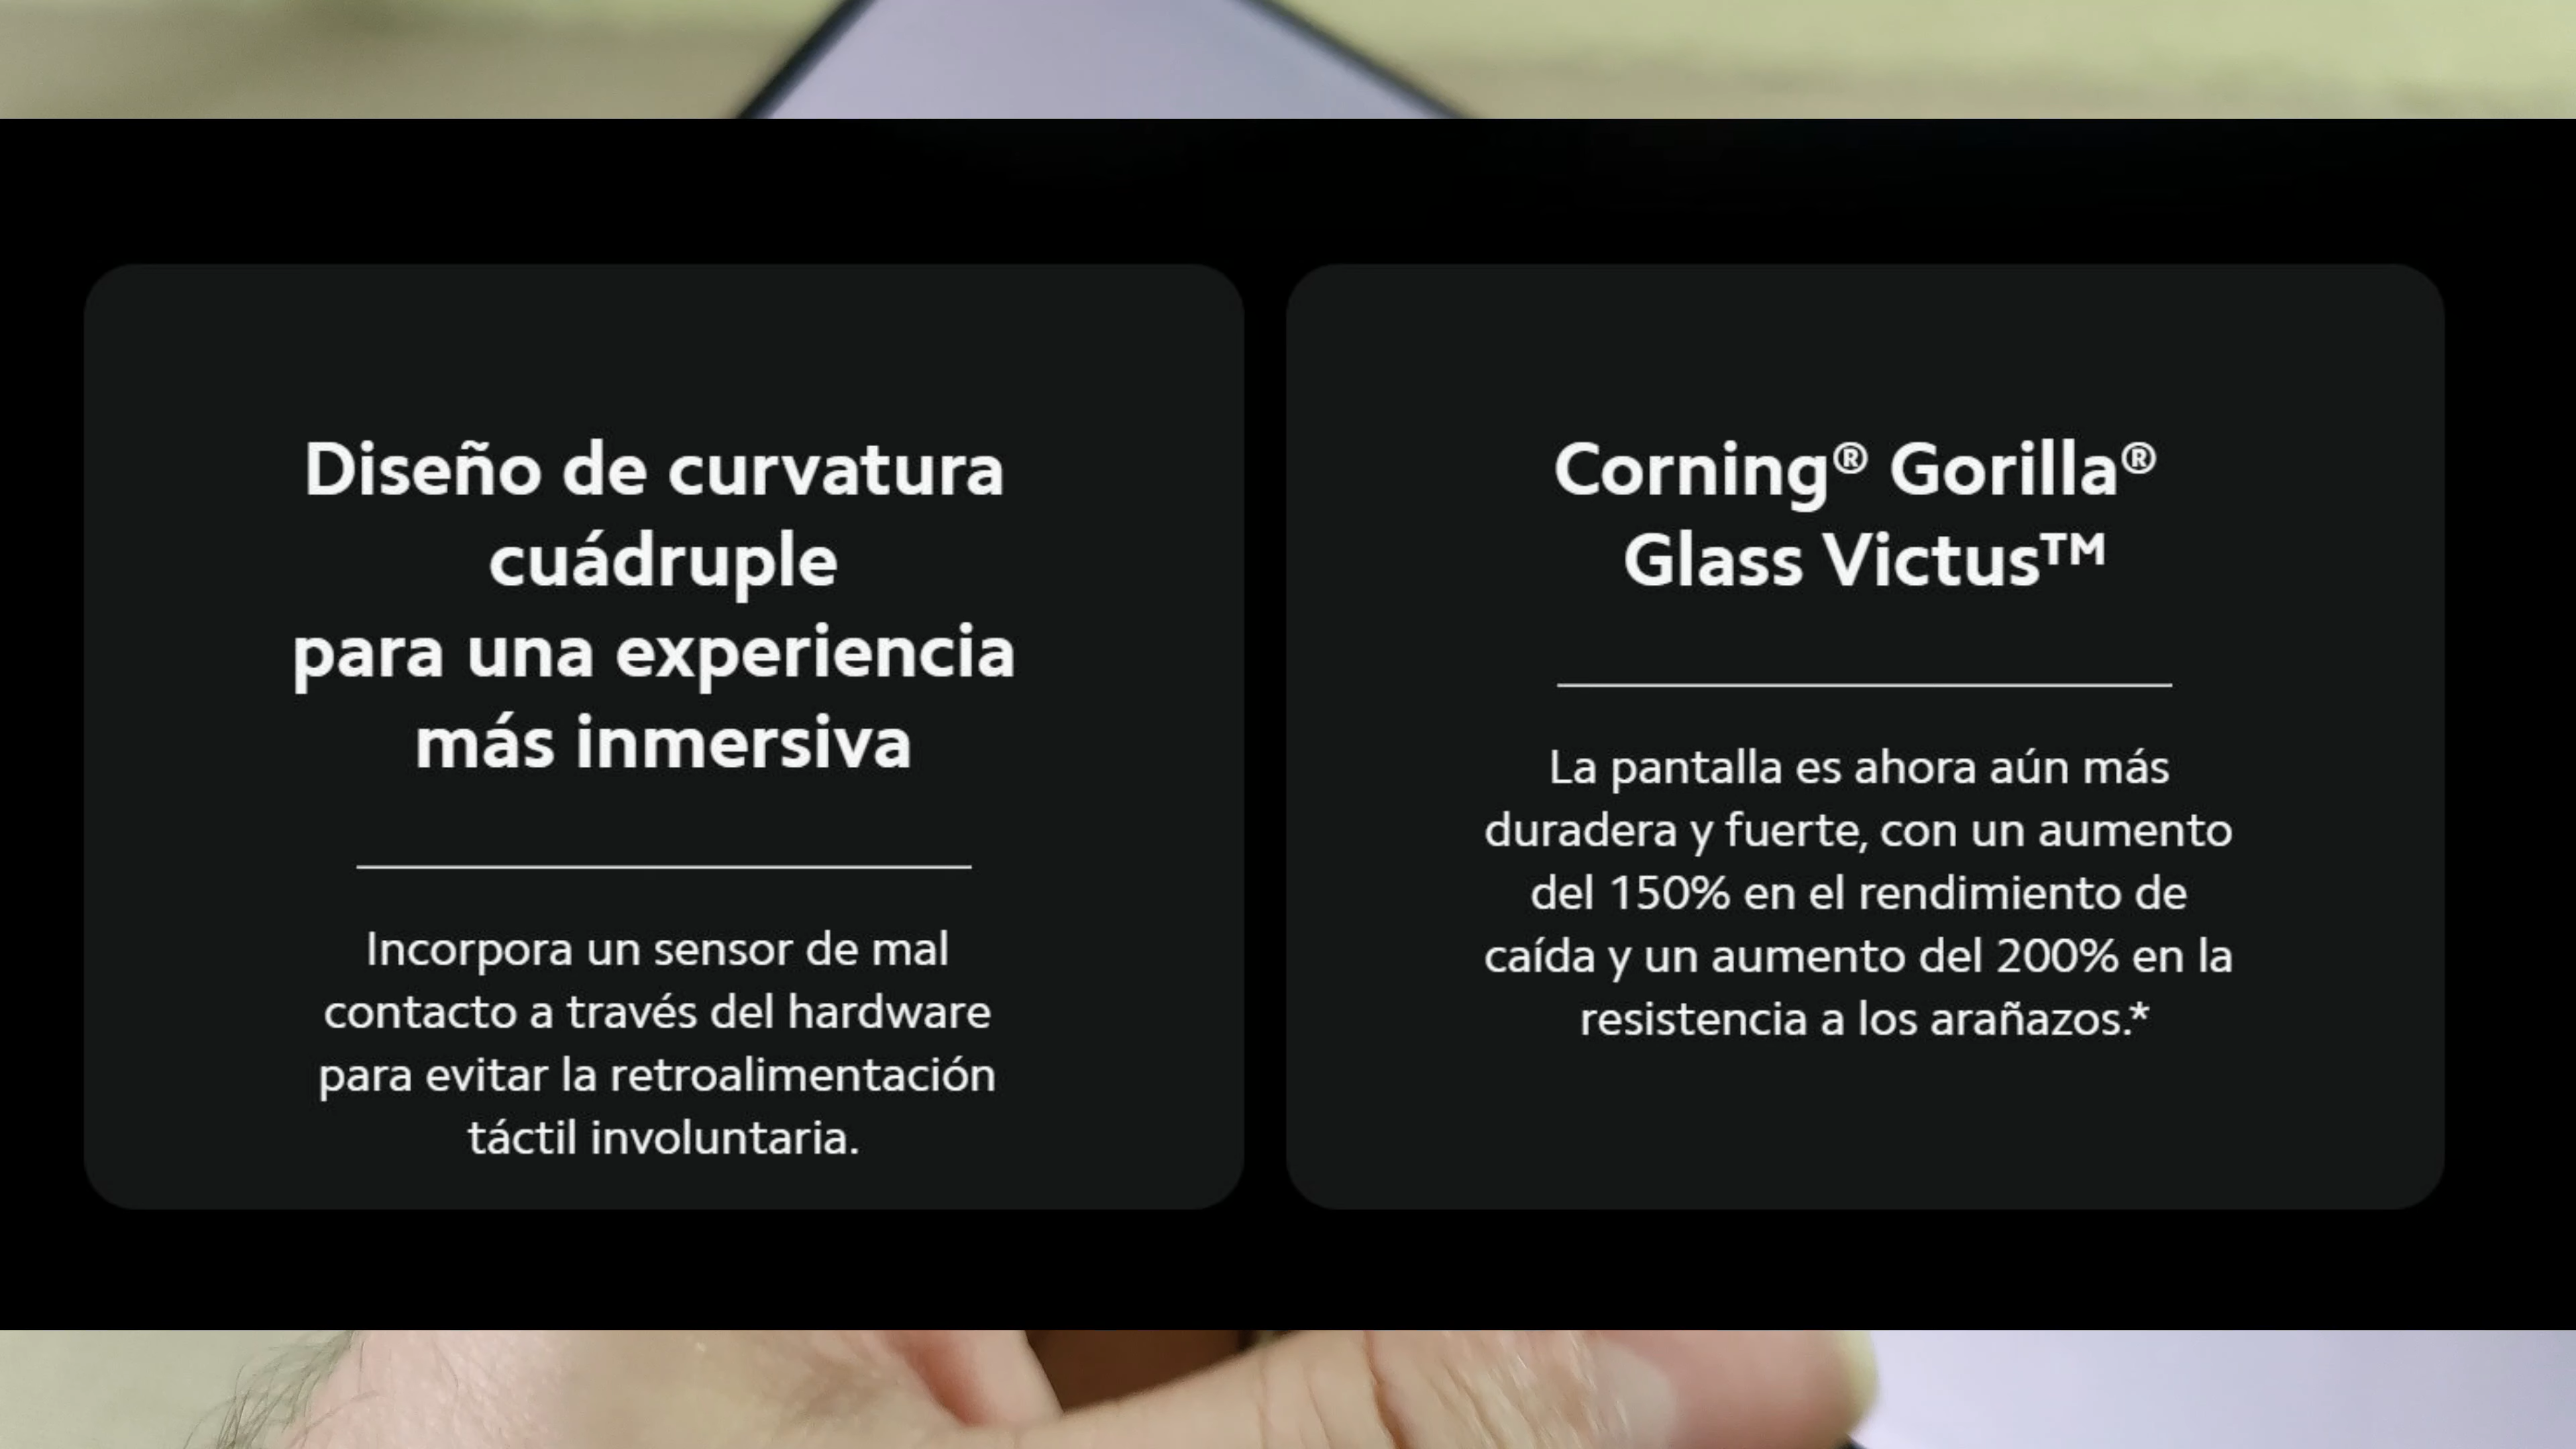 Diseño de curvatura
cuádruple
para una experiencia
más inmersiva
Incorpora un sensor de mal
contacto a través del hardware
para evitar la retroalimentación
táctil involuntaria.
Corning® Gorilla®
Glass Victus™
La pantalla es ahora aún más
duradera y fuerte, con un aumento
del 150% en el rendimiento de
caída y un aumento del 200% en la
resistencia a los arañazos.*